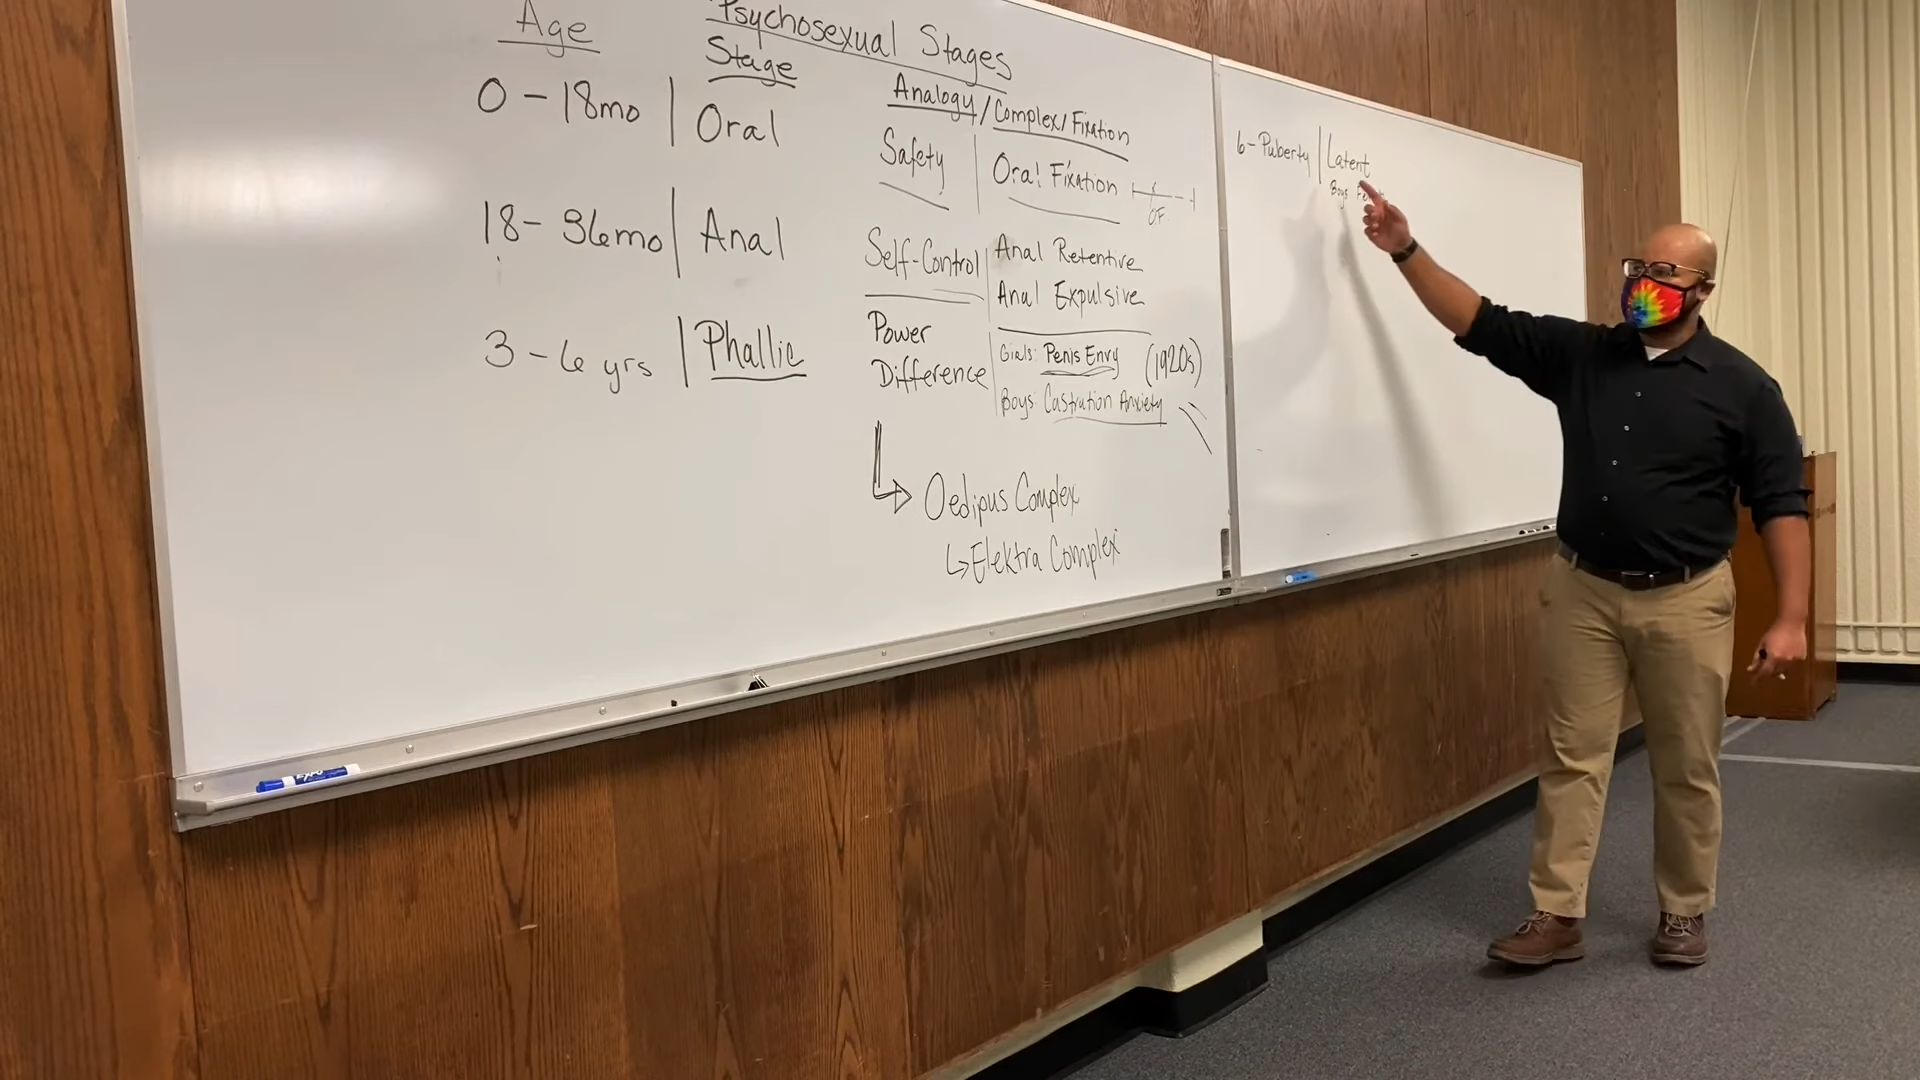 Psychosexual Stages
Age
Stage
Analogy/Complex/Fixation
0-18mo | Oral
Safety | Oral Fixation
OF
18-36mo | Anal
Self-Control | Anal Retentive
Anal Expulsive
3-6 yrs | Phallic
Power
Difference
Girls: Penis Envy (1920s)
Boys: Castration Anxiety
Oedipus Complex
Elektra Complex
6-Puberty | Latent
Boys
EXPO